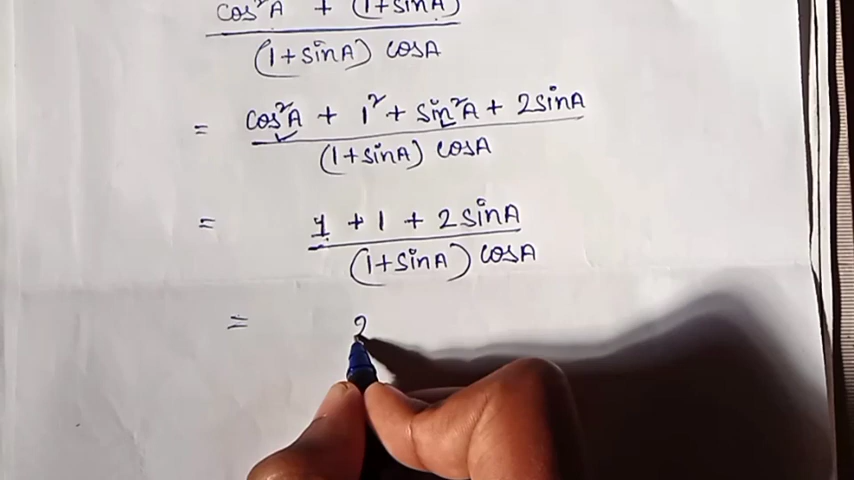 cos²A + (1+sinA)
(1+sinA) cosA
= cos²A + 1² + sin²A + 2sinA
(1+sinA) cosA
= 1 + 1 + 2sinA
(1+sinA) cosA
= 2